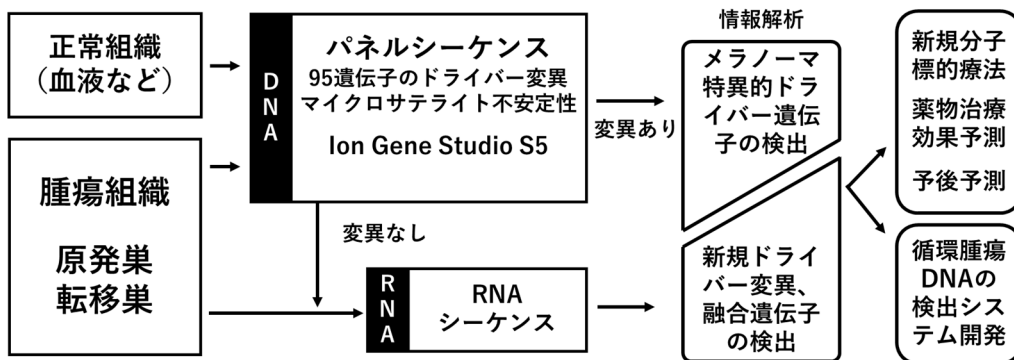 正常組織
（血液など）
腫瘍組織
原発巣
転移巣
DNA
パネルシーケンス
95遺伝子のドライバー変異
マイクロサテライト不安定性
Ion Gene Studio S5
変異あり
変異なし
RNA
RNA
シーケンス
情報解析
メラノーマ
特異的ドラ
イバー遺伝
子の検出
新規ドライ
バー変異、
融合遺伝子
の検出
新規分子
標的療法
薬物治療
効果予測
予後予測
循環腫瘍
DNAの
検出シス
テム開発